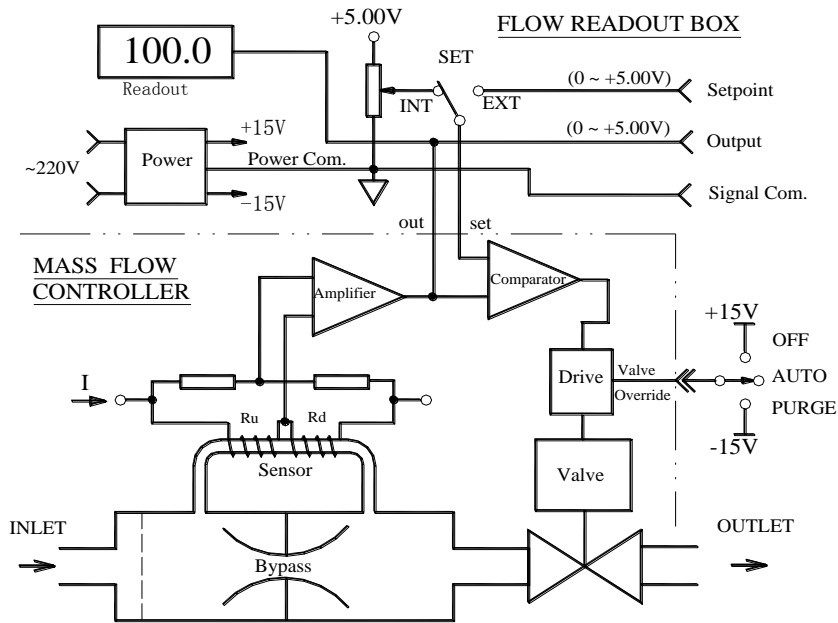 +5.00V
FLOW READOUT BOX
100.0
Readout
SET
INT
EXT
(0 ~ +5.00V)
Setpoint
(0 ~ +5.00V)
Output
~220V
Power
+15V
Power Com.
-15V
Signal Com.
out
set
MASS FLOW
CONTROLLER
Amplifier
Comparator
+15V
OFF
I
Drive
Valve
Override
AUTO
PURGE
-15V
Ru
Rd
Sensor
Valve
INLET
OUTLET
Bypass